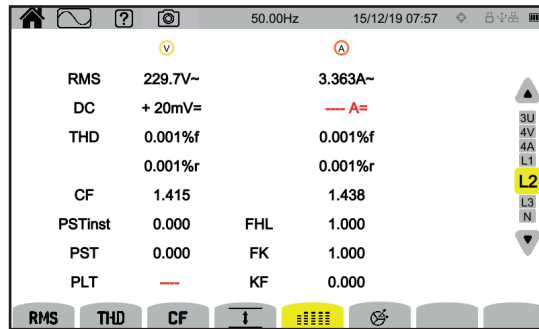 50.00Hz 15/12/19 07:57
V A
RMS 229.7V~ 3.363A~
DC + 20mV= ---- A=
THD 0.001%f 0.001%f
0.001%r 0.001%r
CF 1.415 1.438
PSTinst 0.000 FHL 1.000
PST 0.000 FK 1.000
PLT ---- KF 0.000
3U
4V
4A
L1
L2
L3
N
RMS THD CF